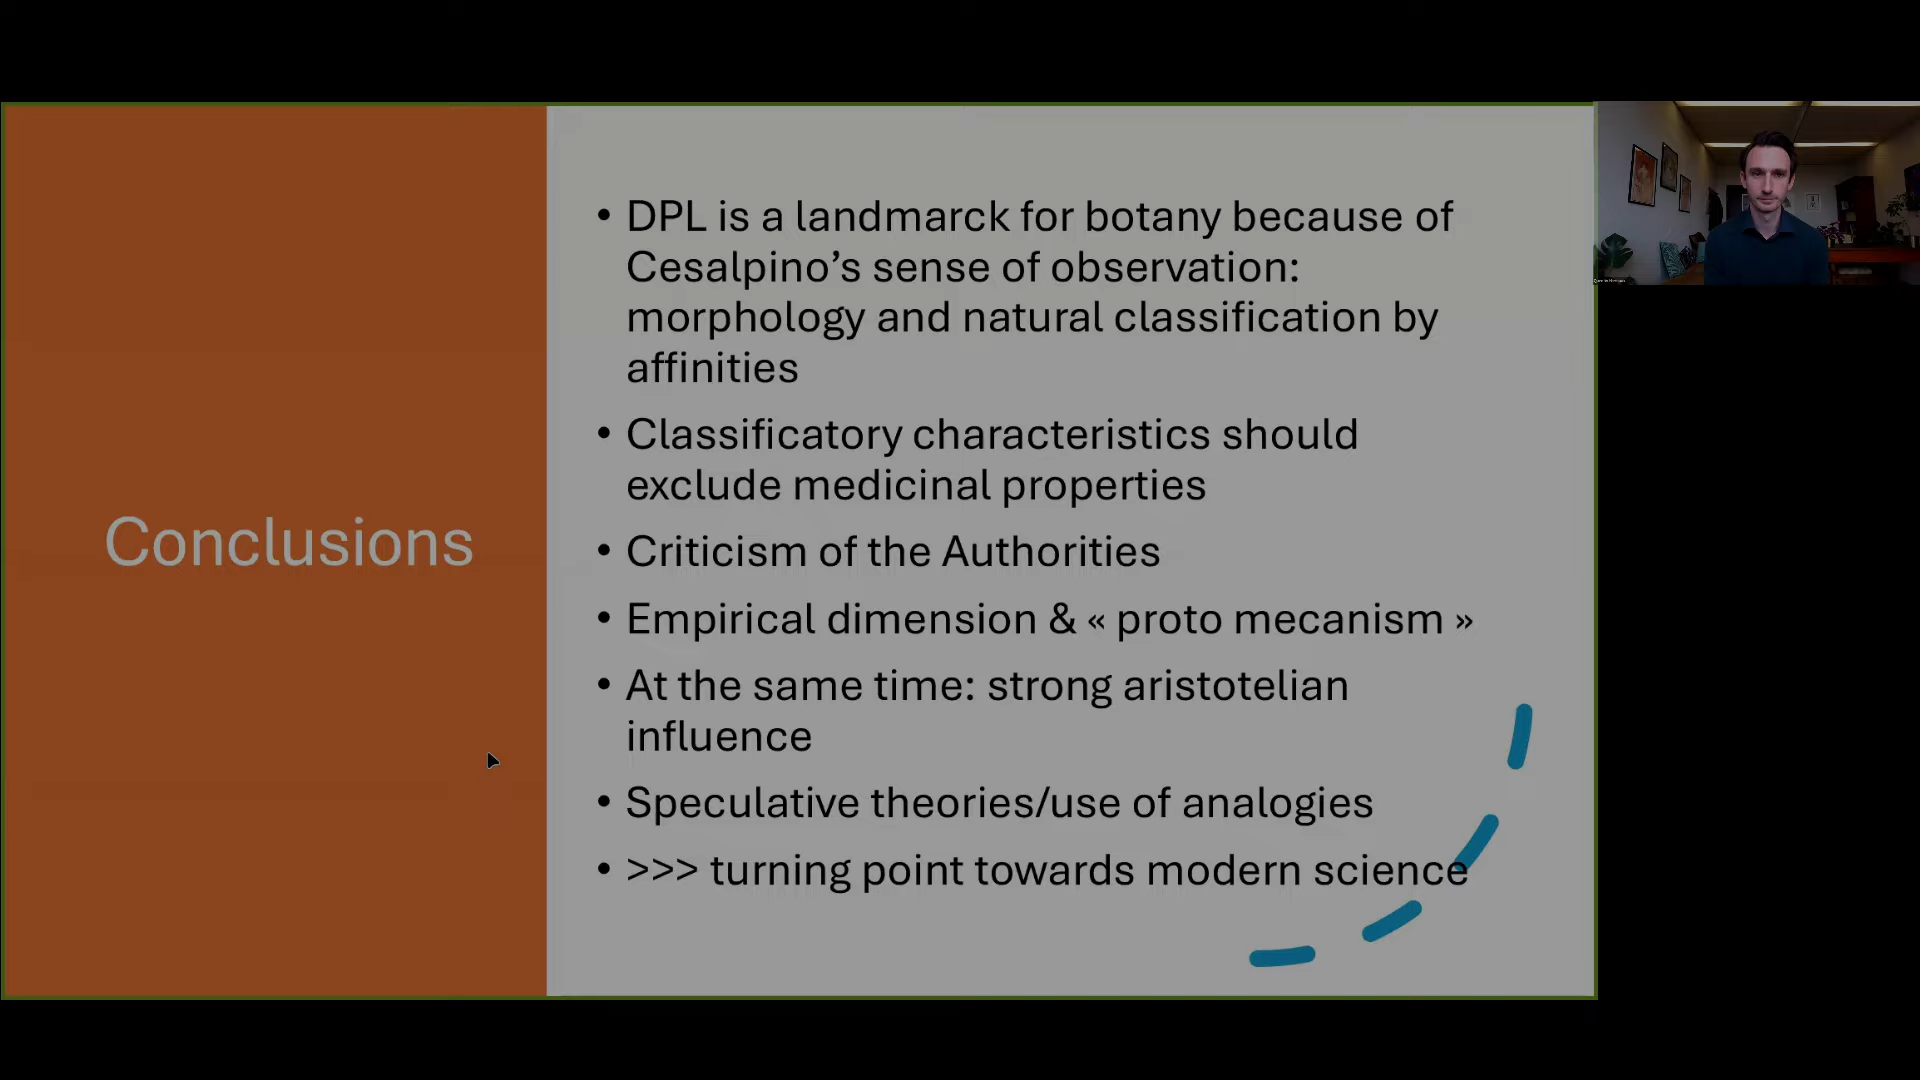 Conclusions
• DPL is a landmarck for botany because of
Cesalpino’s sense of observation:
morphology and natural classification by
affinities
• Classificatory characteristics should
exclude medicinal properties
• Criticism of the Authorities
• Empirical dimension & « proto mecanism »
• At the same time: strong aristotelian
influence
• Speculative theories/use of analogies
• >>> turning point towards modern science